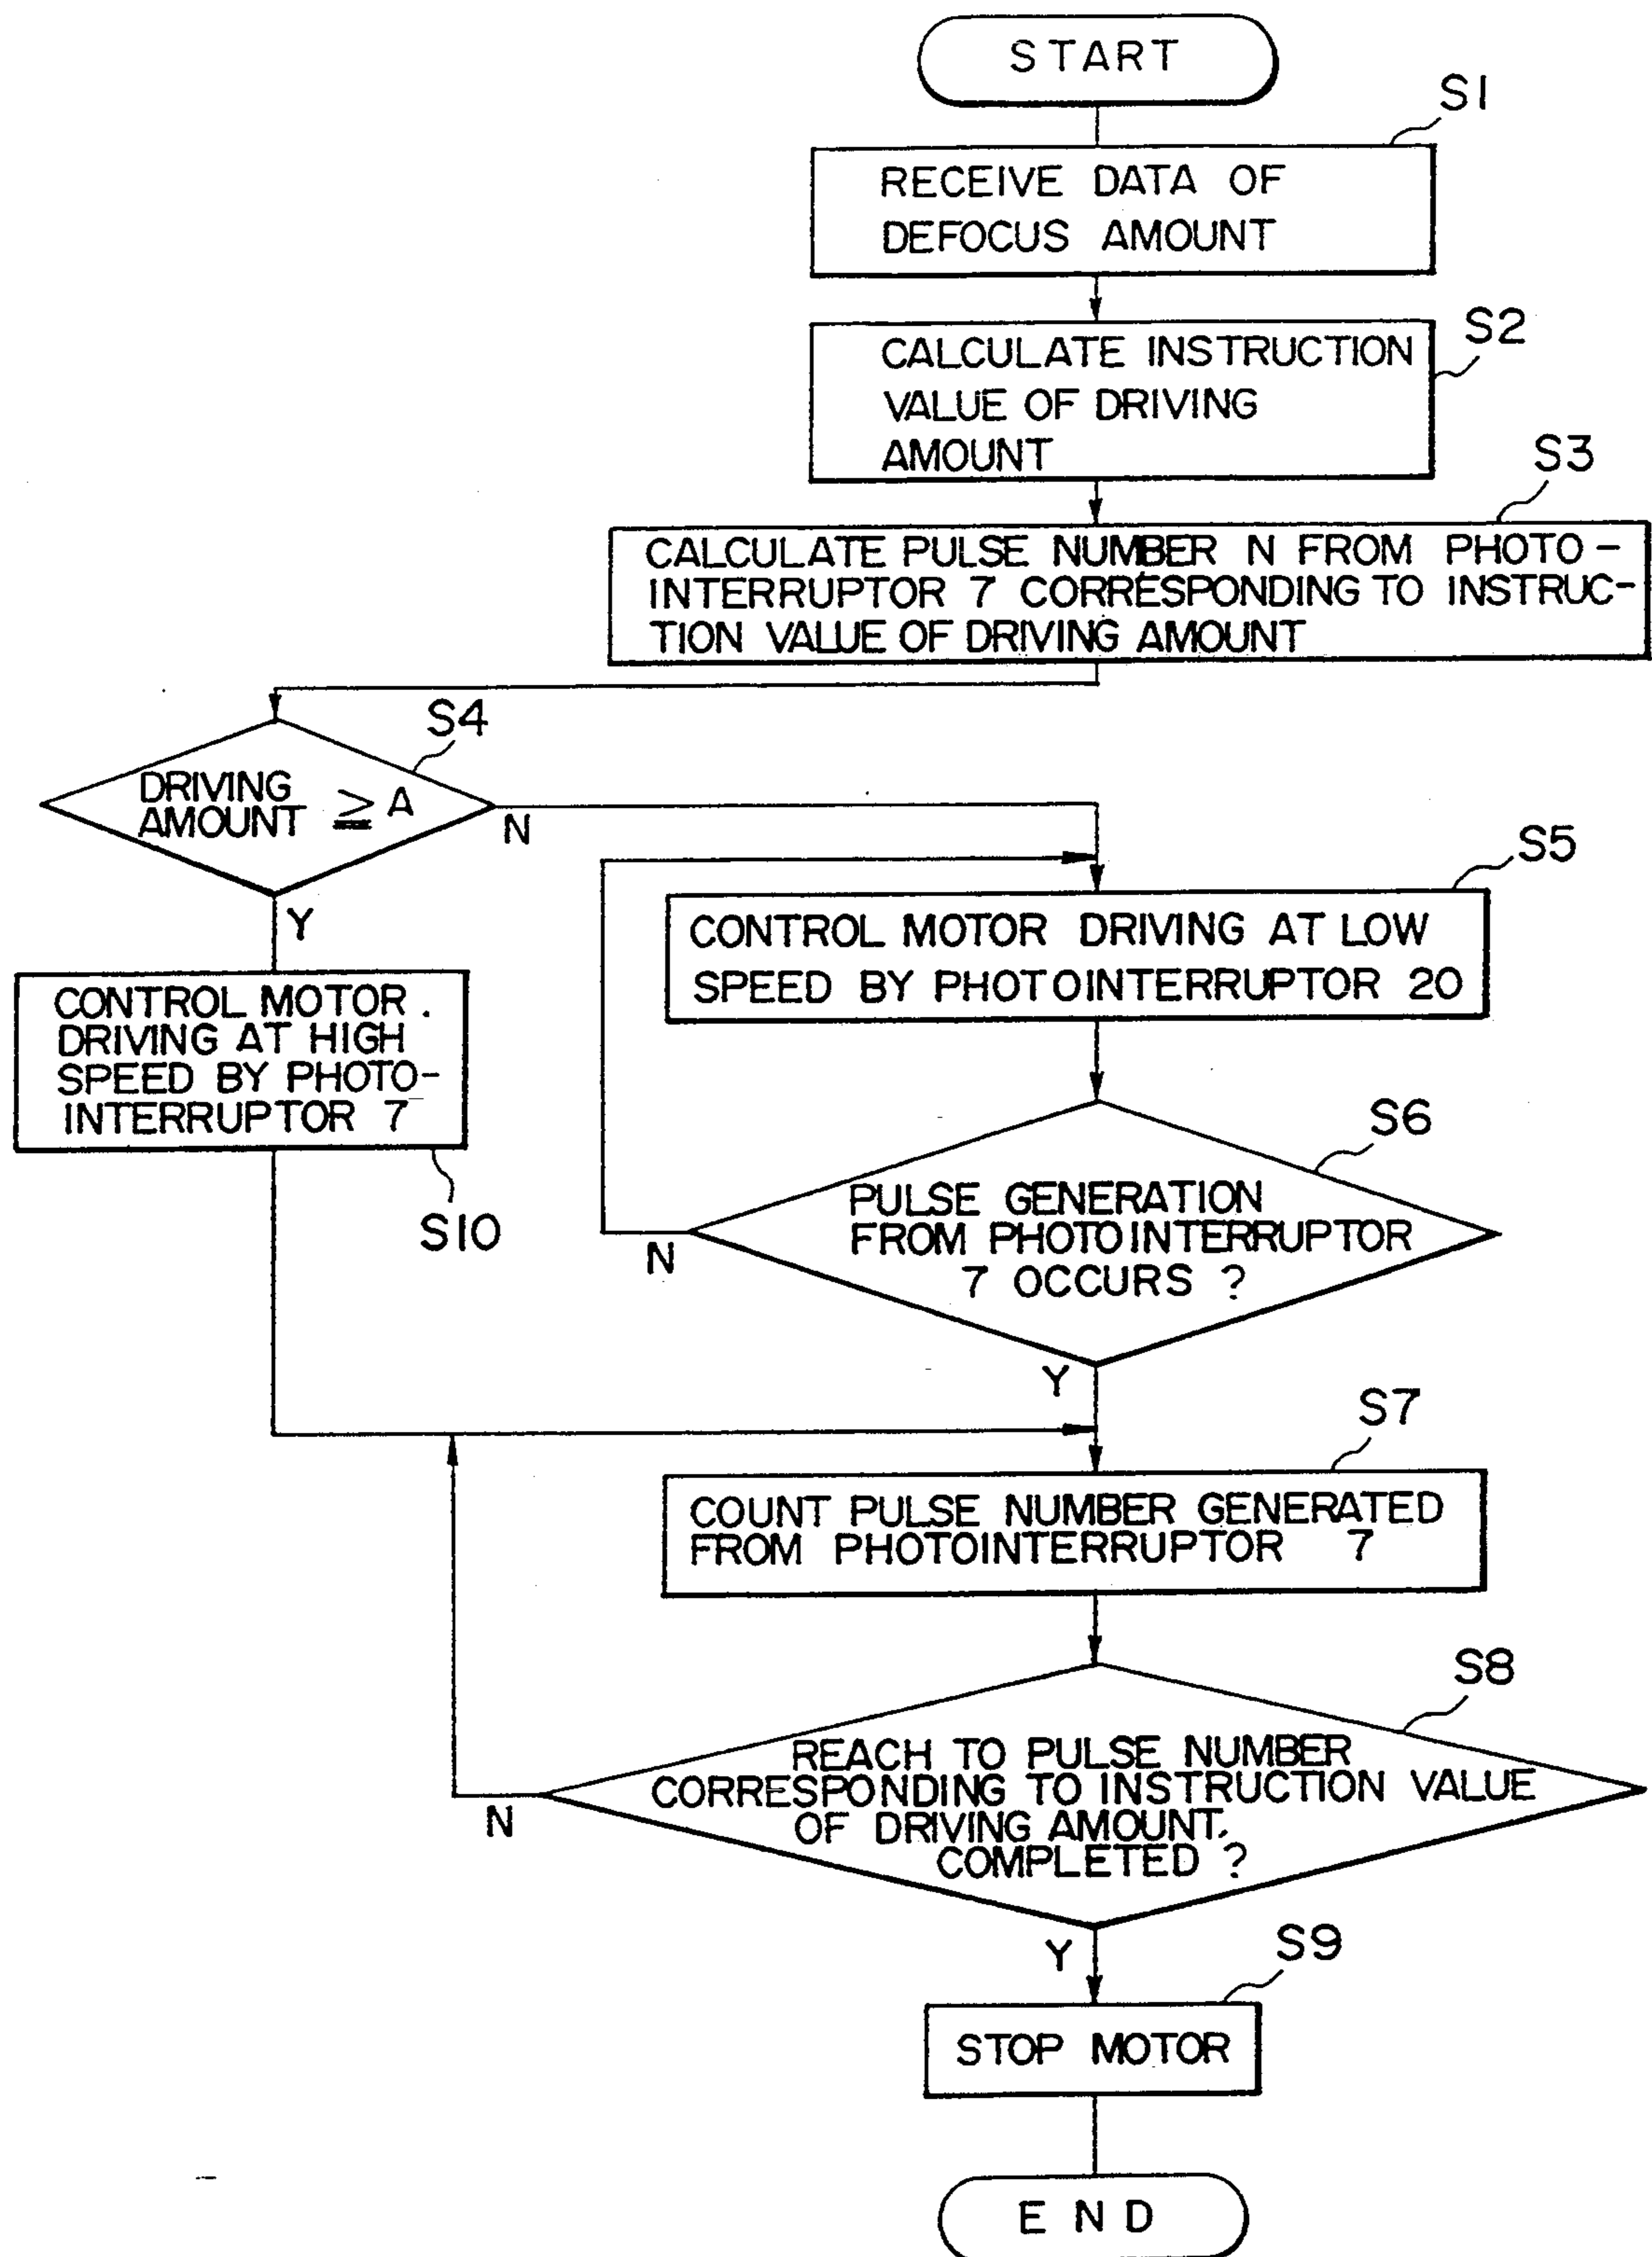 START
S1
RECEIVE DATA OF
DEFOCUS AMOUNT
S2
CALCULATE INSTRUCTION
VALUE OF DRIVING
AMOUNT
S3
CALCULATE PULSE NUMBER N FROM PHOTO-
INTERRUPTOR 7 CORRESPONDING TO INSTRUC-
TION VALUE OF DRIVING AMOUNT
S4
DRIVING
AMOUNT ≧ A
N
Y
S5
CONTROL MOTOR DRIVING AT LOW
SPEED BY PHOTOINTERRUPTOR 20
CONTROL MOTOR
DRIVING AT HIGH
SPEED BY PHOTO-
INTERRUPTOR 7
S10
S6
PULSE GENERATION
FROM PHOTOINTERRUPTOR
7 OCCURS ?
N
Y
S7
COUNT PULSE NUMBER GENERATED
FROM PHOTOINTERRUPTOR 7
S8
REACH TO PULSE NUMBER
CORRESPONDING TO INSTRUCTION VALUE
OF DRIVING AMOUNT
COMPLETED ?
N
Y
S9
STOP MOTOR
END